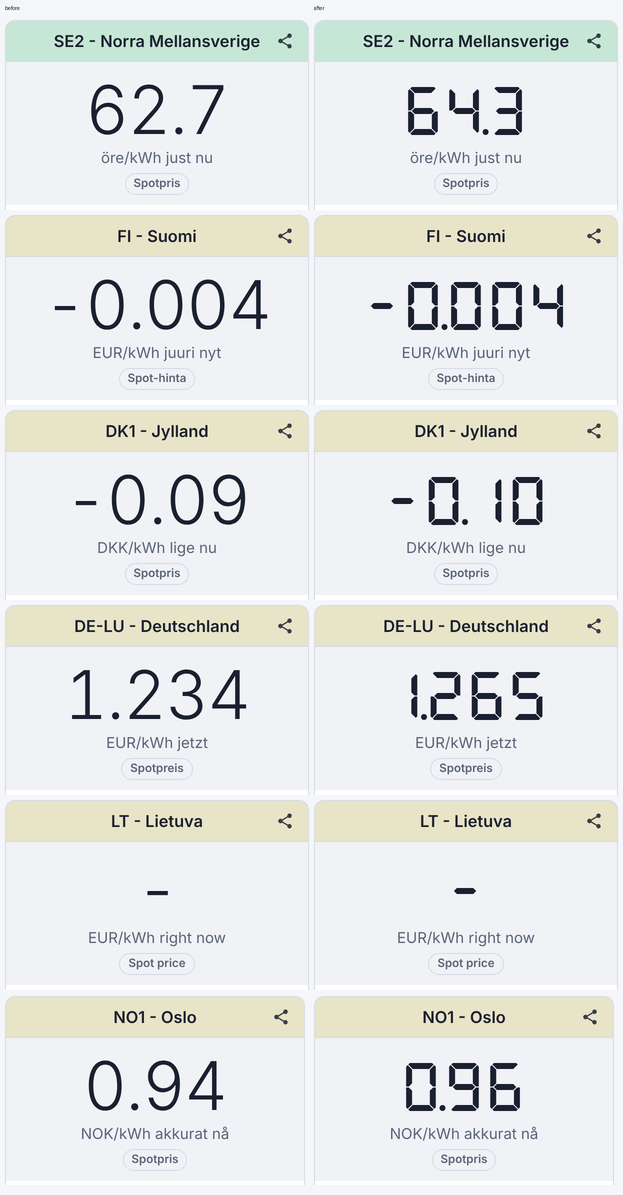 before
SE2 - Norra Mellansverige
62.7
öre/kWh just nu
Spotpris
FI - Suomi
-0.004
EUR/kWh juuri nyt
Spot-hinta
DK1 - Jylland
-0.09
DKK/kWh lige nu
Spotpris
DE-LU - Deutschland
1.234
EUR/kWh jetzt
Spotpreis
LT - Lietuva
–
EUR/kWh right now
Spot price
NO1 - Oslo
0.94
NOK/kWh akkurat nå
Spotpris
after
SE2 - Norra Mellansverige
64.3
öre/kWh just nu
Spotpris
FI - Suomi
-0.004
EUR/kWh juuri nyt
Spot-hinta
DK1 - Jylland
-0.10
DKK/kWh lige nu
Spotpris
DE-LU - Deutschland
1.265
EUR/kWh jetzt
Spotpreis
LT - Lietuva
-
EUR/kWh right now
Spot price
NO1 - Oslo
0.96
NOK/kWh akkurat nå
Spotpris